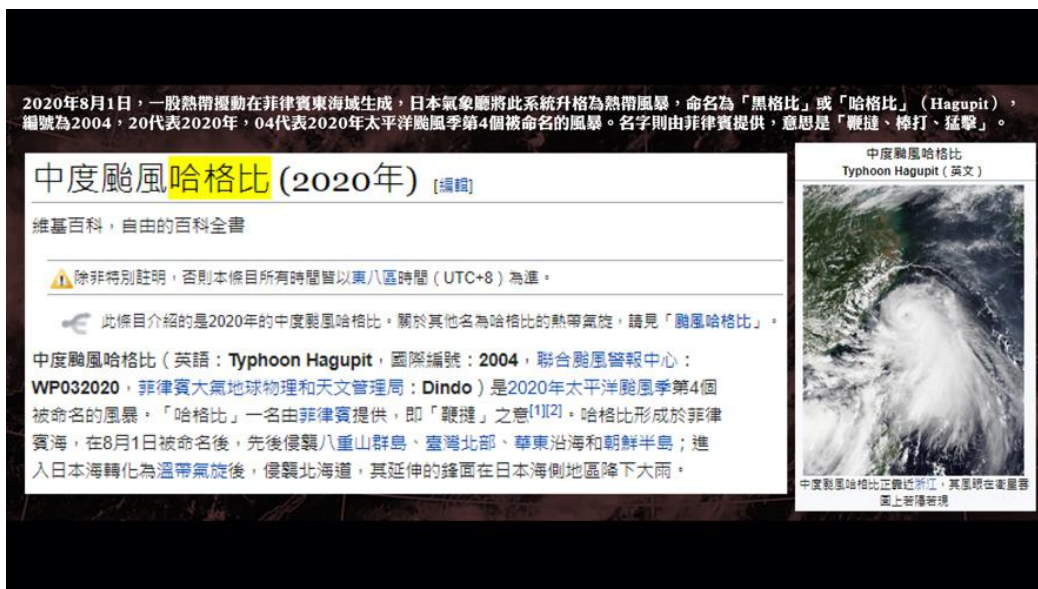 2020年8月1日，一股熱帶擾動在菲律賓東海域生成，日本氣象廳將此系統升格為熱帶風暴，命名為「黑格比」或「哈格比」（Hagupit），
編號為2004，20代表2020年，04代表2020年太平洋颱風季第4個被命名的風暴。名字則由菲律賓提供，意思是「鞭撻、棒打、猛擊」。
中度颱風哈格比 (2020年) [編輯]
維基百科，自由的百科全書
除非特別註明，否則本條目所有時間皆以東八區時間（UTC+8）為準。
此條目介紹的是2020年的中度颱風哈格比。關於其他名為哈格比的熱帶氣旋，請見「颱風哈格比」。
中度颱風哈格比（英語：Typhoon Hagupit，國際編號：2004，聯合颱風警報中心：
WP032020，菲律賓大氣地球物理和天文管理局：Dindo）是2020年太平洋颱風季第4個
被命名的風暴。「哈格比」一名由菲律賓提供，即「鞭撻」之意[1][2]。哈格比形成於菲律
賓海，在8月1日被命名後，先後侵襲八重山群島、臺灣北部、華東沿海和朝鮮半島；進
入日本海轉化為溫帶氣旋後，侵襲北海道，其延伸的鋒面在日本海側地區降下大雨。
中度颱風哈格比
Typhoon Hagupit（英文）
中度颱風哈格比正靠近浙江，其風眼在衛星雲
圖上若隱若現